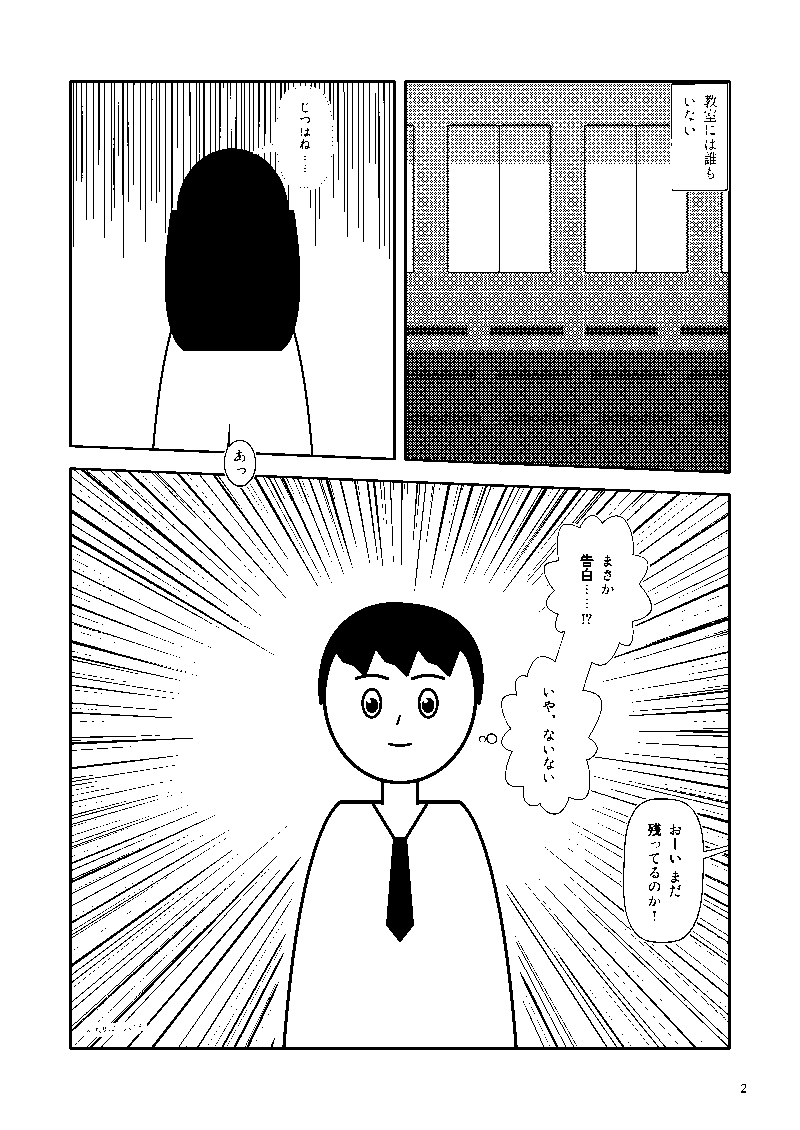 教室には誰も
いない
じつはね……
あっ
まさか
告白……!?
いや、ないない
おーい まだ
残ってるのか!
2